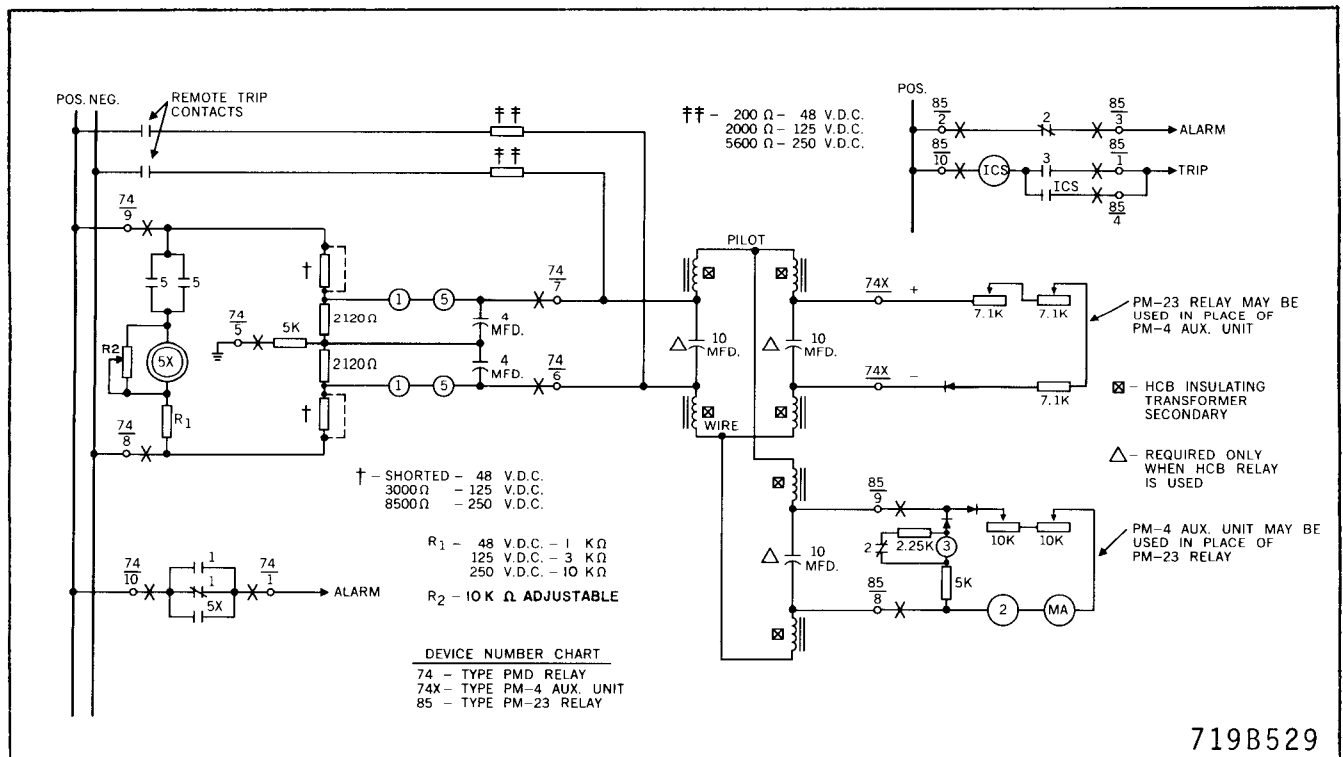 POS. NEG.
REMOTE TRIP
CONTACTS
‡ ‡
‡ ‡
‡‡ - 200 Ω - 48 V.D.C.
2000 Ω - 125 V.D.C.
5600 Ω - 250 V.D.C.
POS.
85
2
2
85
3
ALARM
85
10
ICS
3
85
1
TRIP
ICS
85
4
74
9
5
5
R2
5X
R1
74
8
74
5
5K
†
2120Ω
2120Ω
†
1
5
4
MFD.
4
MFD.
1
5
74
7
74
6
PILOT
10
MFD.
10
MFD.
WIRE
74X
+
7.1K
7.1K
74X
-
7.1K
PM-23 RELAY MAY BE
USED IN PLACE OF
PM-4 AUX. UNIT
- HCB INSULATING
TRANSFORMER
SECONDARY
△ - REQUIRED ONLY
WHEN HCB RELAY
IS USED
† - SHORTED - 48 V.D.C.
3000Ω - 125 V.D.C.
8500Ω - 250 V.D.C.
R1 - 48 V.D.C. - 1 KΩ
125 V.D.C. - 3 KΩ
250 V.D.C. - 10 KΩ
R2 - 10 K Ω ADJUSTABLE
74
10
1
1
5X
74
1
ALARM
10
MFD.
85
9
2
2.25K
3
5K
10K
10K
85
8
2
MA
PM-4 AUX. UNIT MAY BE
USED IN PLACE OF
PM-23 RELAY
DEVICE NUMBER CHART
74 - TYPE PMD RELAY
74X - TYPE PM-4 AUX. UNIT
85 - TYPE PM-23 RELAY
719B529